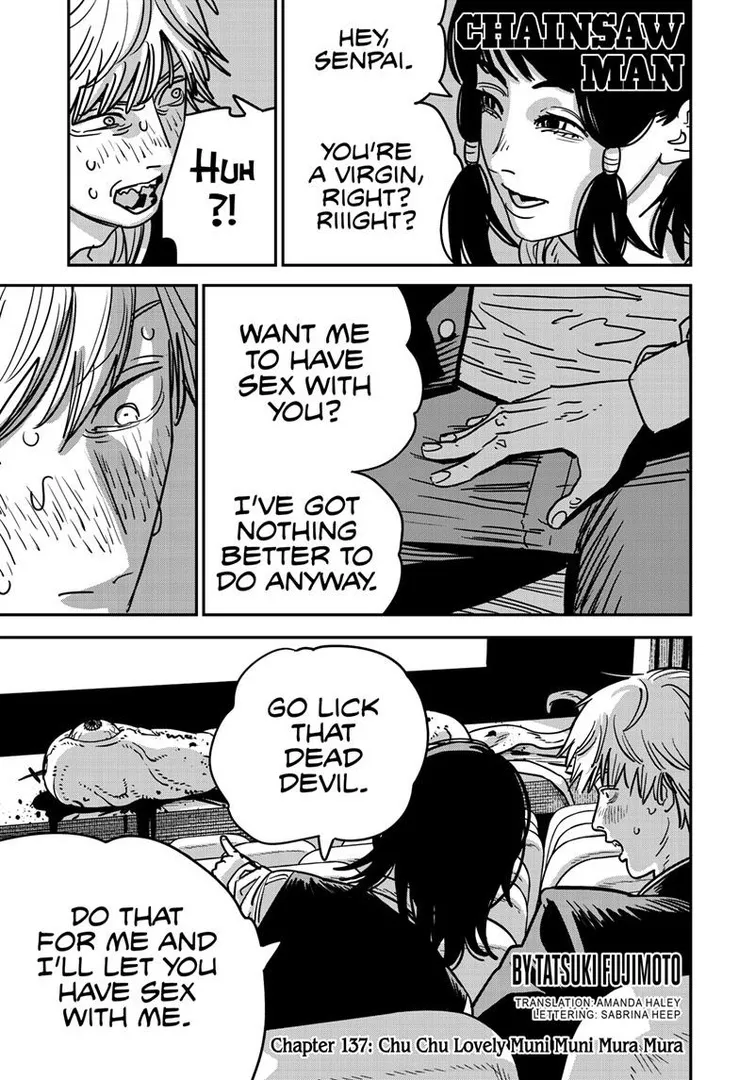 CHAINSAW
MAN
HEY,
SENPAI.
YOU'RE
A VIRGIN,
RIGHT?
RIIIGHT?
HUH
?!
WANT ME
TO HAVE
SEX WITH
YOU?
I'VE GOT
NOTHING
BETTER TO
DO ANYWAY.
GO LICK
THAT
DEAD
DEVIL.
DO THAT
FOR ME AND
I'LL LET YOU
HAVE SEX
WITH ME.
BY TATSUKI FUJIMOTO
TRANSLATION: AMANDA HALEY
LETTERING: SABRINA HEEP
Chapter 137: Chu Chu Lovely Muni Muni Mura Mura